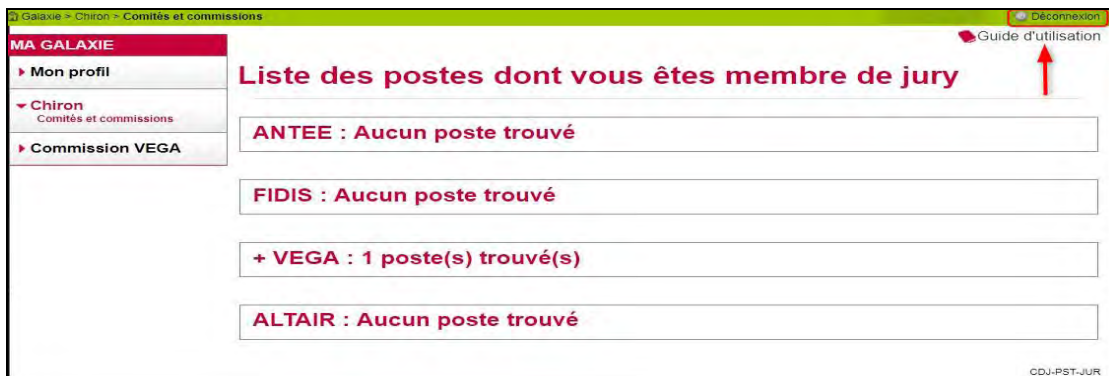 Galaxie > Chiron > Comités et commissions
Déconnexion
Guide d'utilisation
MA GALAXIE
Mon profil
Chiron
Comités et commissions
Commission VEGA
Liste des postes dont vous êtes membre de jury
ANTEE : Aucun poste trouvé
FIDIS : Aucun poste trouvé
+ VEGA : 1 poste(s) trouvé(s)
ALTAIR : Aucun poste trouvé
CDJ-PST-JUR